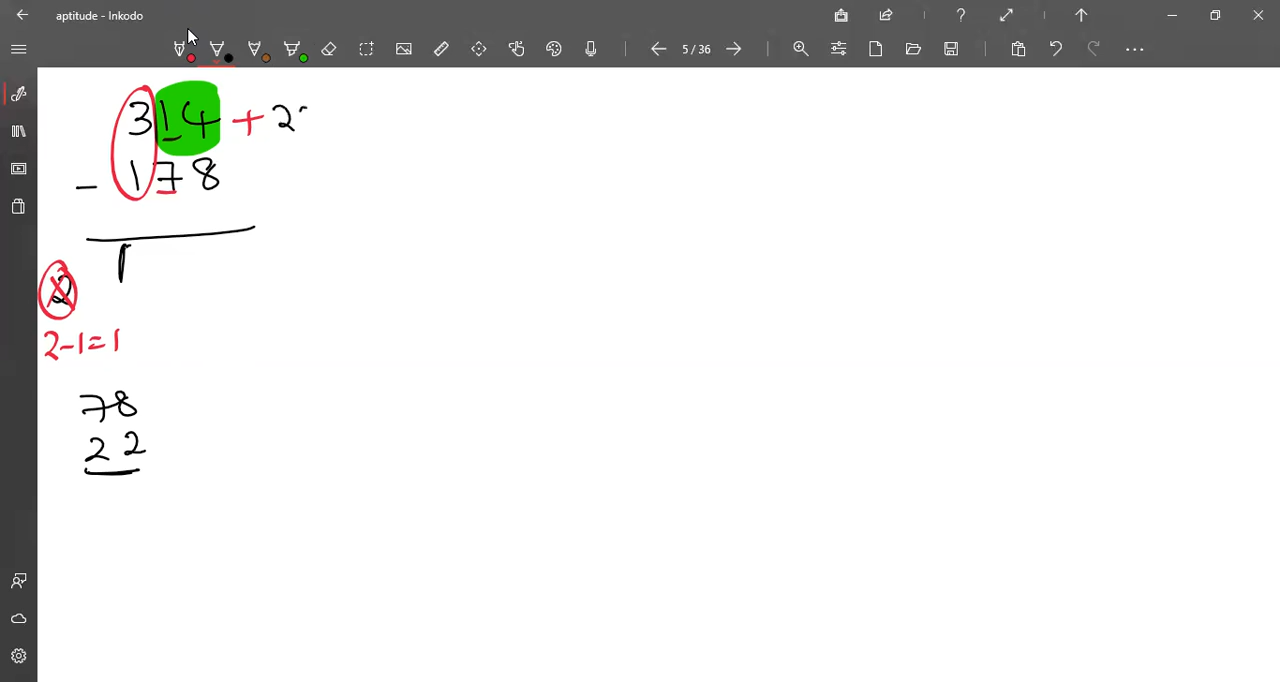 aptitude - Inkodo
5 / 36
314 + 2
- 178
1
2
2-1=1
78
22